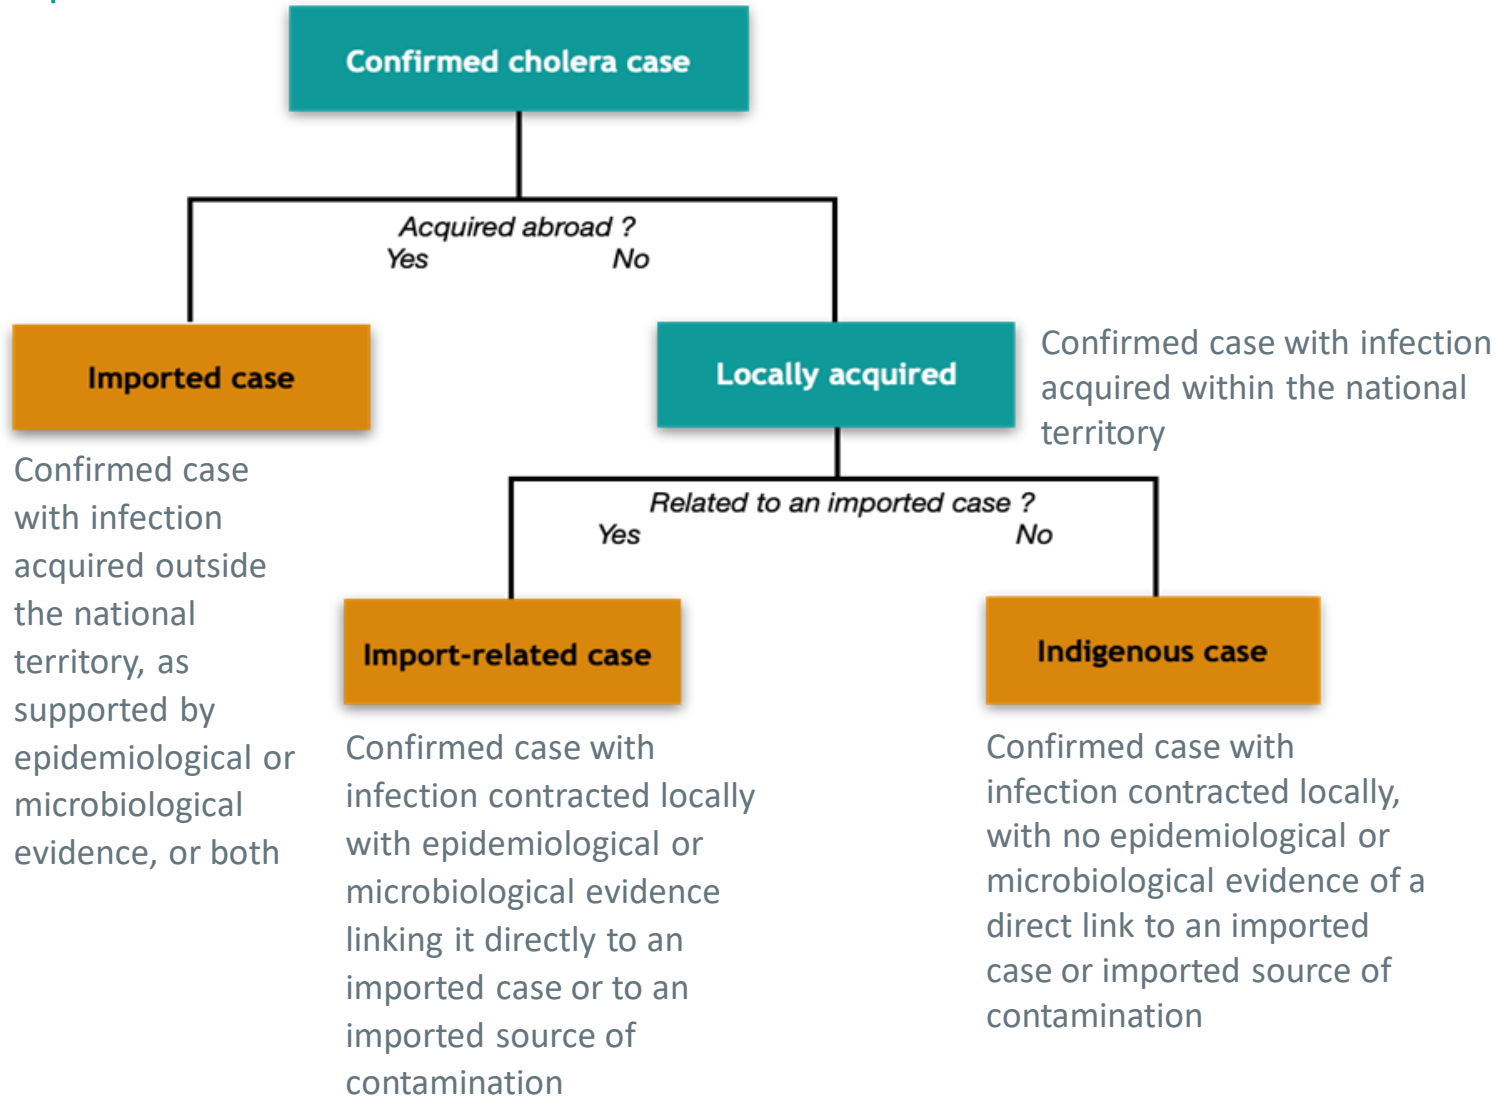 Confirmed cholera case
Acquired abroad ?
Yes No
Imported case
Confirmed case
with infection
acquired outside
the national
territory, as
supported by
epidemiological or
microbiological
evidence, or both
Locally acquired
Confirmed case with infection
acquired within the national
territory
Related to an imported case ?
Yes No
Import-related case
Confirmed case with
infection contracted locally
with epidemiological or
microbiological evidence
linking it directly to an
imported case or to an
imported source of
contamination
Indigenous case
Confirmed case with
infection contracted locally,
with no epidemiological or
microbiological evidence of a
direct link to an imported
case or imported source of
contamination